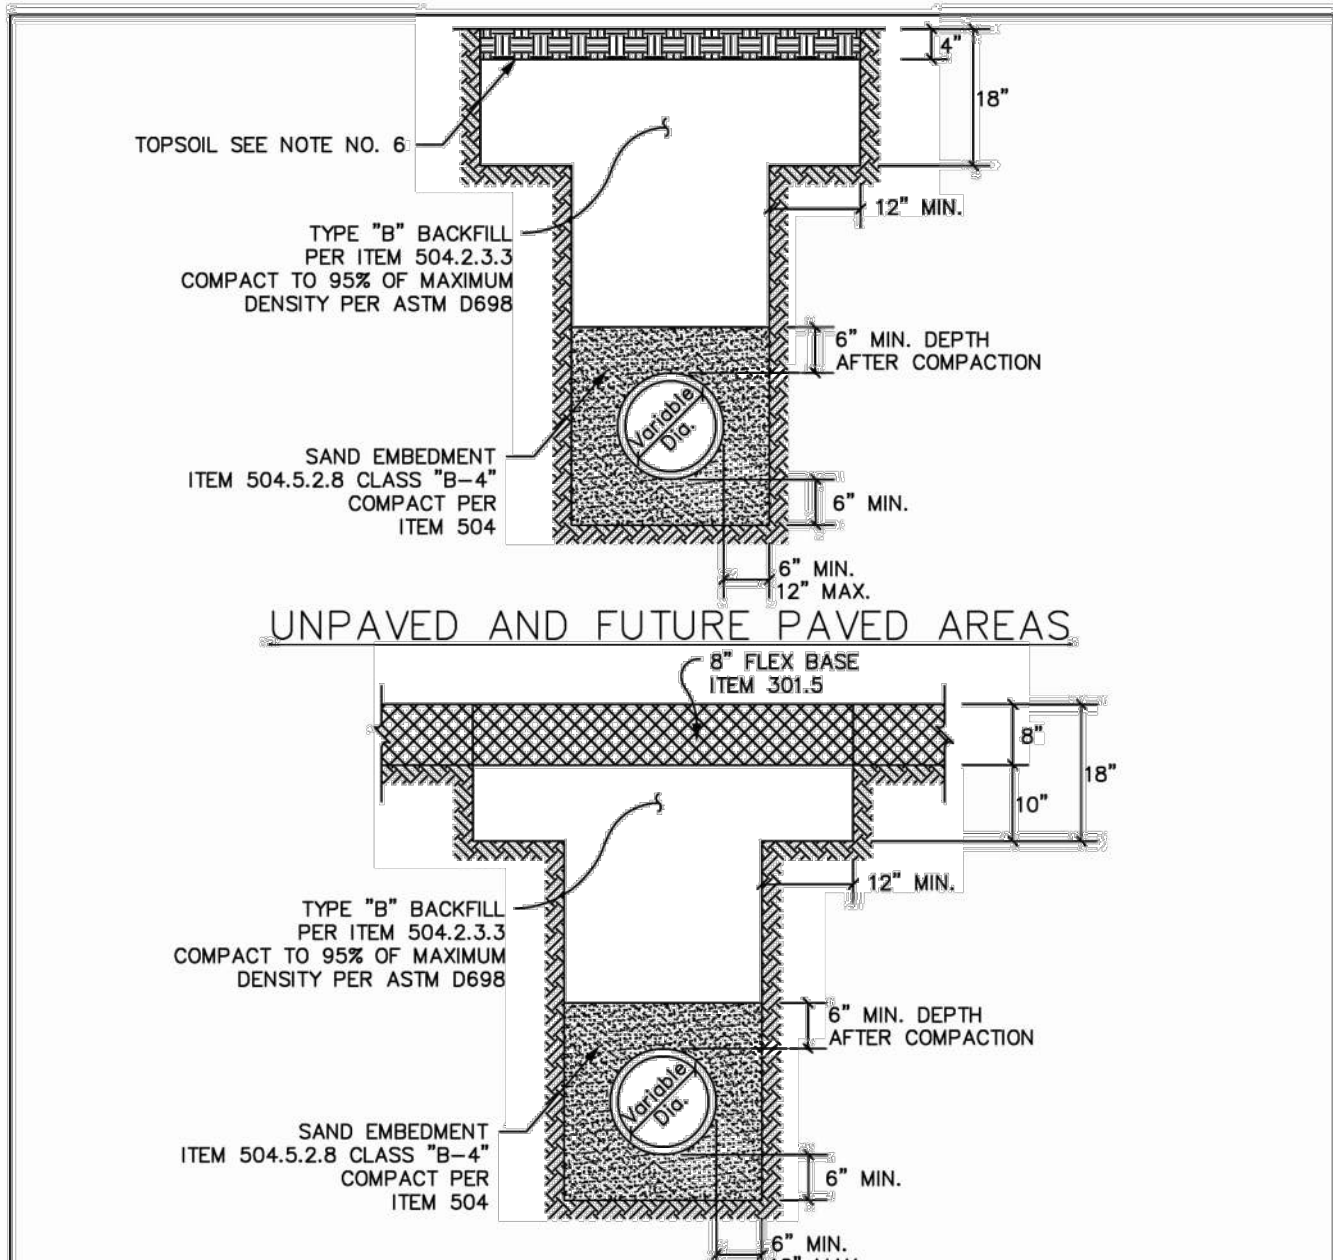 4"
18"
TOPSOIL SEE NOTE NO. 6
12" MIN.
TYPE "B" BACKFILL
PER ITEM 504.2.3.3
COMPACT TO 95% OF MAXIMUM
DENSITY PER ASTM D698
6" MIN. DEPTH
AFTER COMPACTION
Variable
Dia.
SAND EMBEDMENT
ITEM 504.5.2.8 CLASS "B-4"
COMPACT PER
ITEM 504
6" MIN.
6" MIN.
12" MAX.
UNPAVED AND FUTURE PAVED AREAS
8" FLEX BASE
ITEM 301.5
8"
18"
10"
12" MIN.
TYPE "B" BACKFILL
PER ITEM 504.2.3.3
COMPACT TO 95% OF MAXIMUM
DENSITY PER ASTM D698
6" MIN. DEPTH
AFTER COMPACTION
Variable
Dia.
SAND EMBEDMENT
ITEM 504.5.2.8 CLASS "B-4"
COMPACT PER
ITEM 504
6" MIN.
6" MIN.